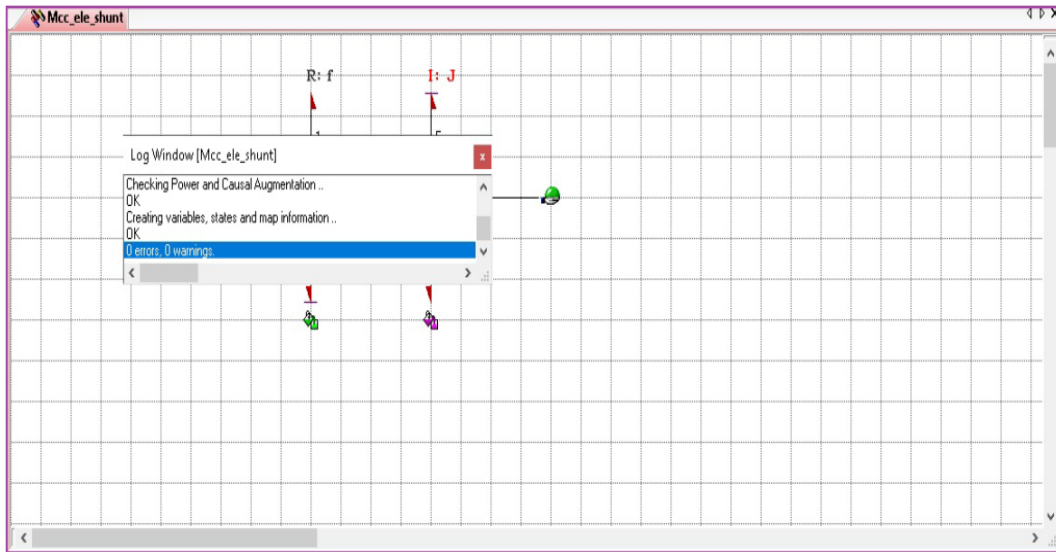 Mcc_ele_shunt
R: f
I: J
Log Window [Mcc_ele_shunt]
Checking Power and Causal Augmentation ..
OK
Creating variables, states and map information ..
OK
0 errors, 0 warnings.